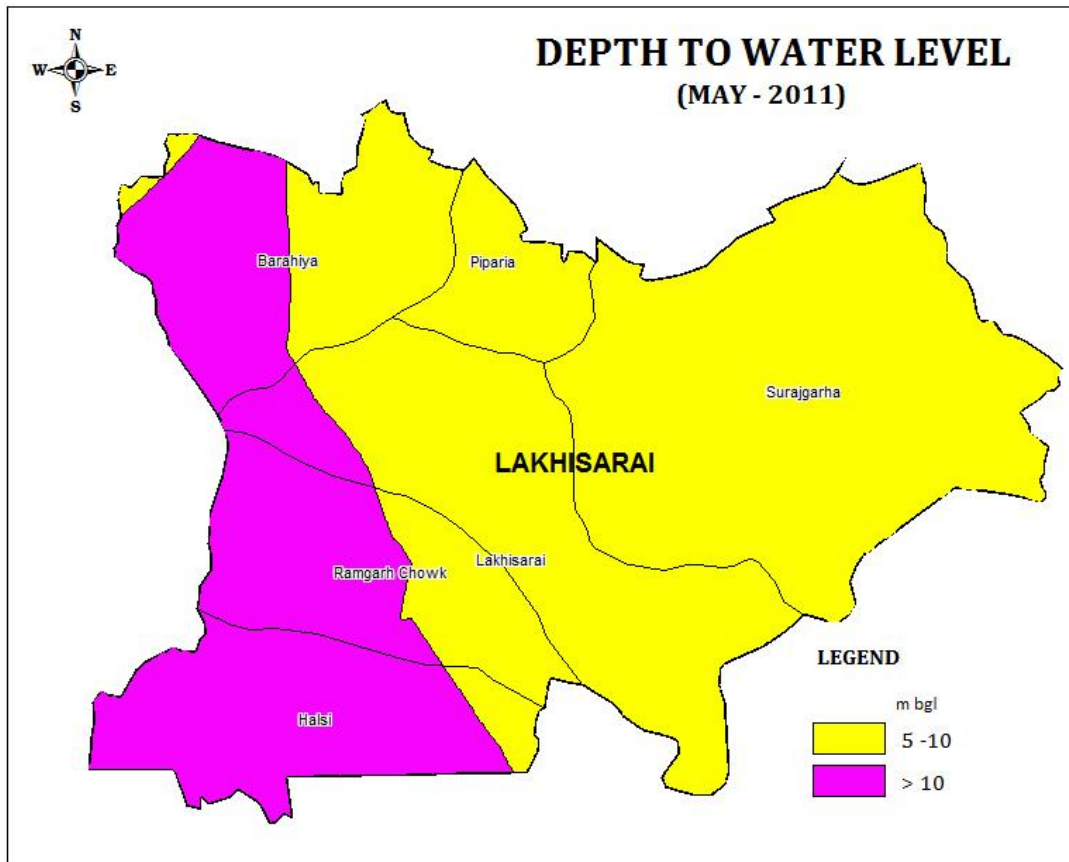 N
W E
S
DEPTH TO WATER LEVEL
(MAY - 2011)
Barahiya
Piparia
Surajgarha
LAKHISARAI
Lakhisarai
Ramgarh Chowk
Halsi
LEGEND
m bgl
5 -10
> 10